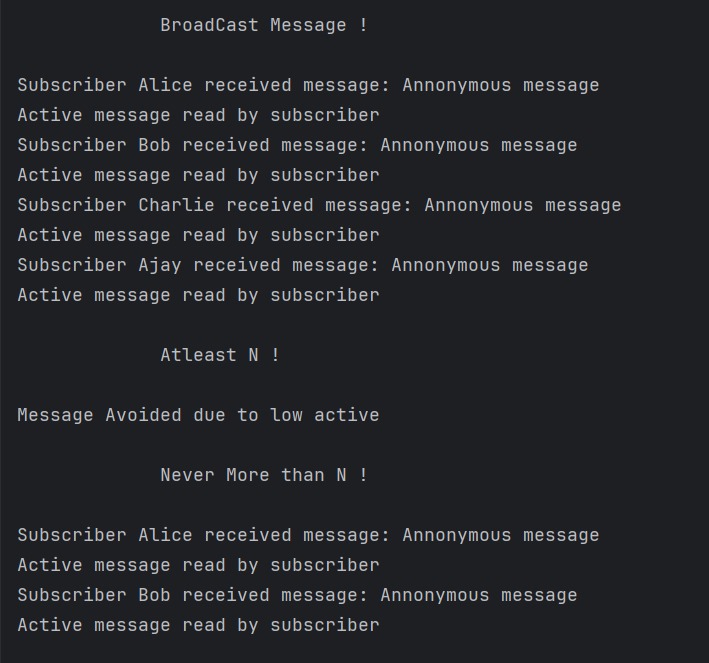 BroadCast Message !
Subscriber Alice received message: Annonymous message
Active message read by subscriber
Subscriber Bob received message: Annonymous message
Active message read by subscriber
Subscriber Charlie received message: Annonymous message
Active message read by subscriber
Subscriber Ajay received message: Annonymous message
Active message read by subscriber
Atleast N !
Message Avoided due to low active
Never More than N !
Subscriber Alice received message: Annonymous message
Active message read by subscriber
Subscriber Bob received message: Annonymous message
Active message read by subscriber